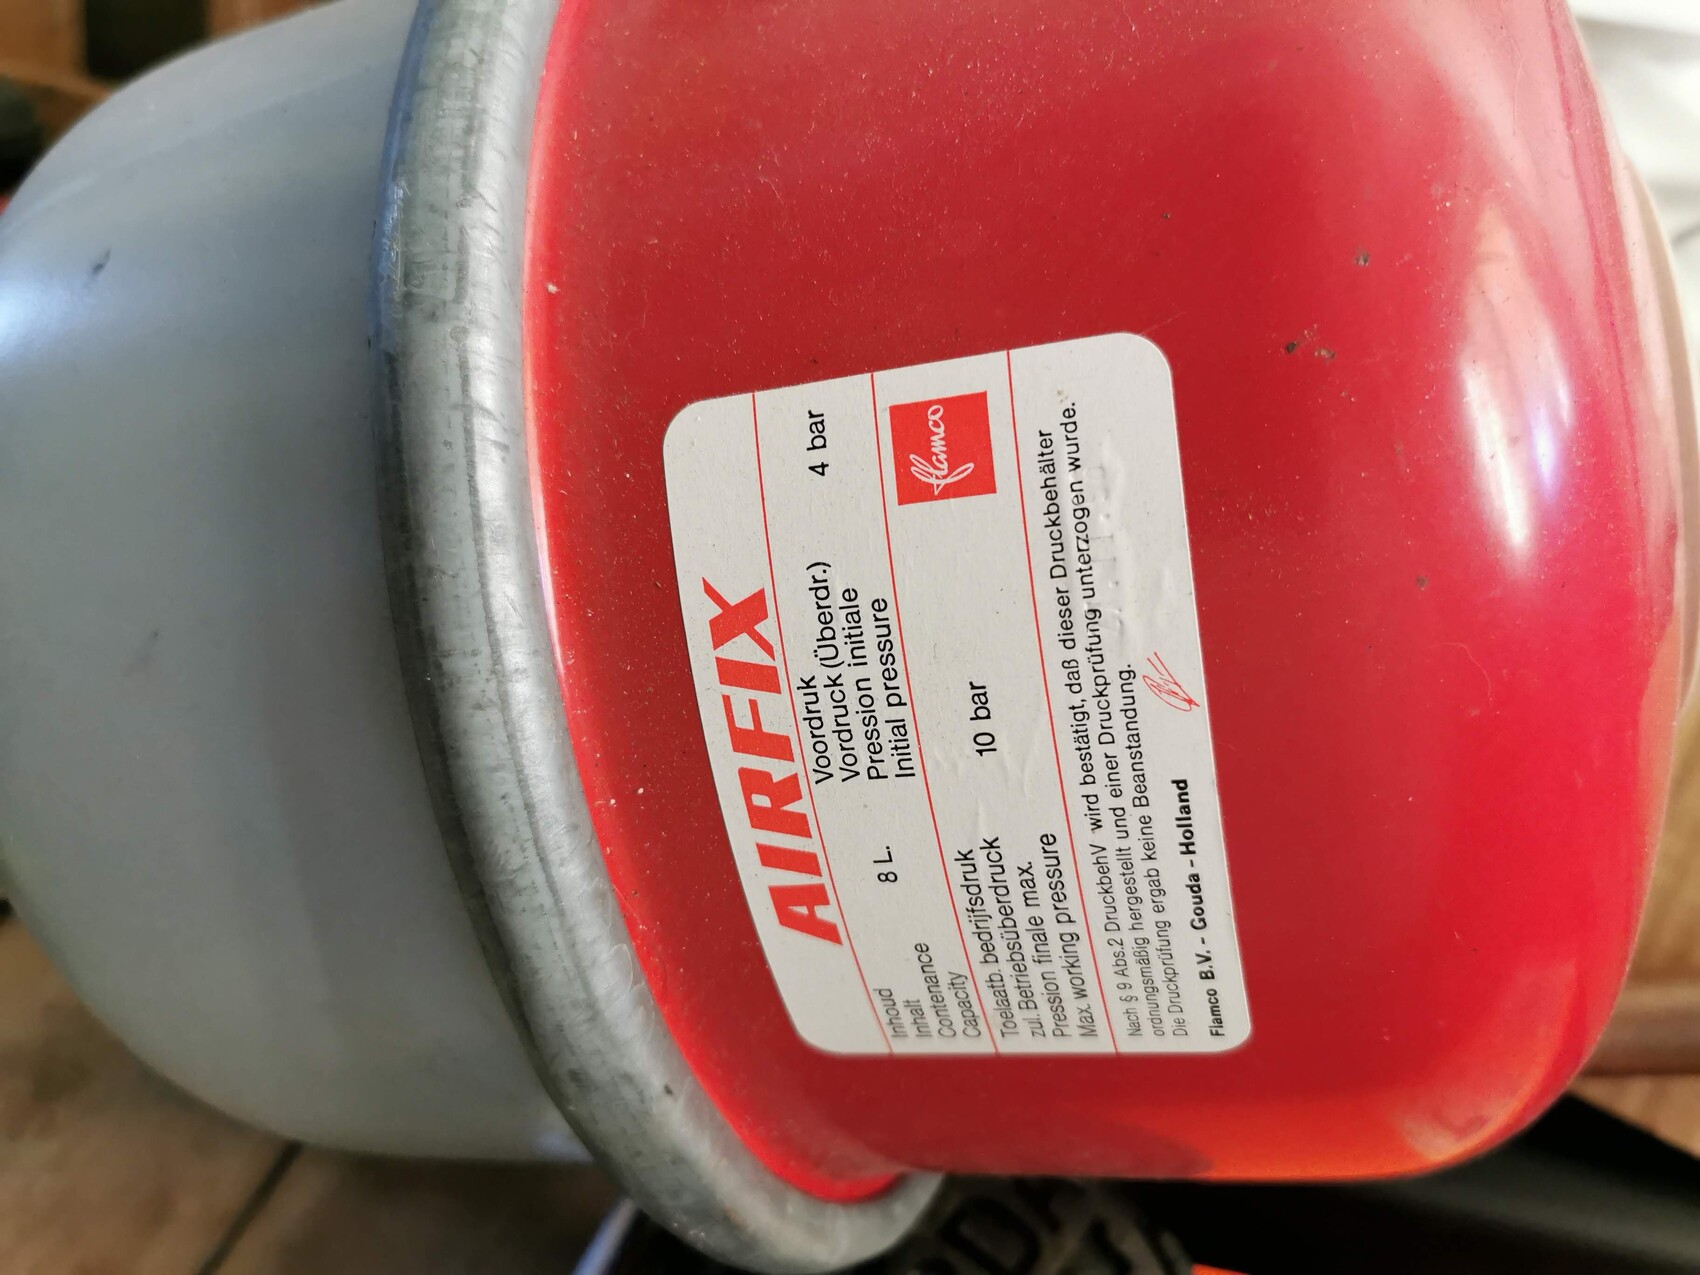 AIRFIX
Inhoud
Inhalt
Contenance
Capacity
8 L.
Voordruk
Vordruck (Überdr.)
Pression initiale
Initial pressure
4 bar
Toelaatb. bedrijfsdruk
zul. Betriebsüberdruck
Pression finale max.
Max. working pressure
10 bar
flamco
Nach § 9 Abs.2 DruckbehV wird bestätigt, daß dieser Druckbehälter
ordnungsmäßig hergestellt und einer Druckprüfung unterzogen wurde.
Die Druckprüfung ergab keine Beanstandung.
Flamco B.V. - Gouda - Holland